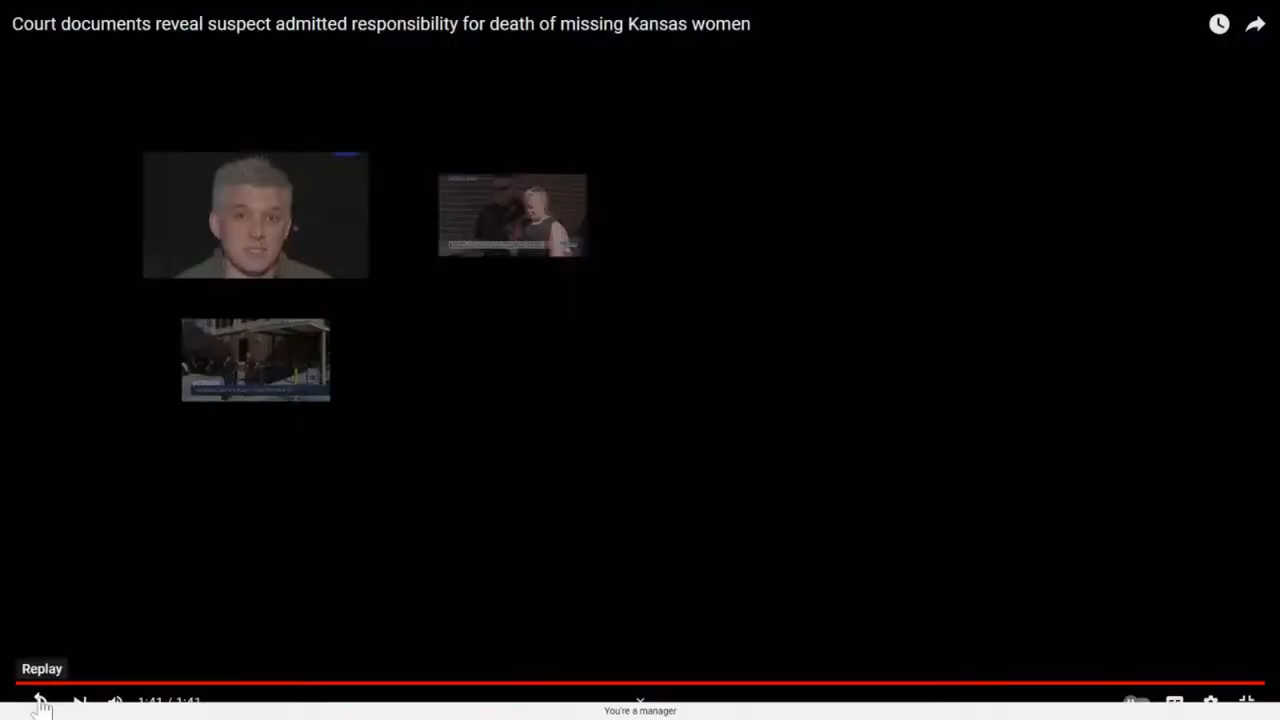 Court documents reveal suspect admitted responsibility for death of missing Kansas women
Replay
1:41 / 1:41
You're a manager